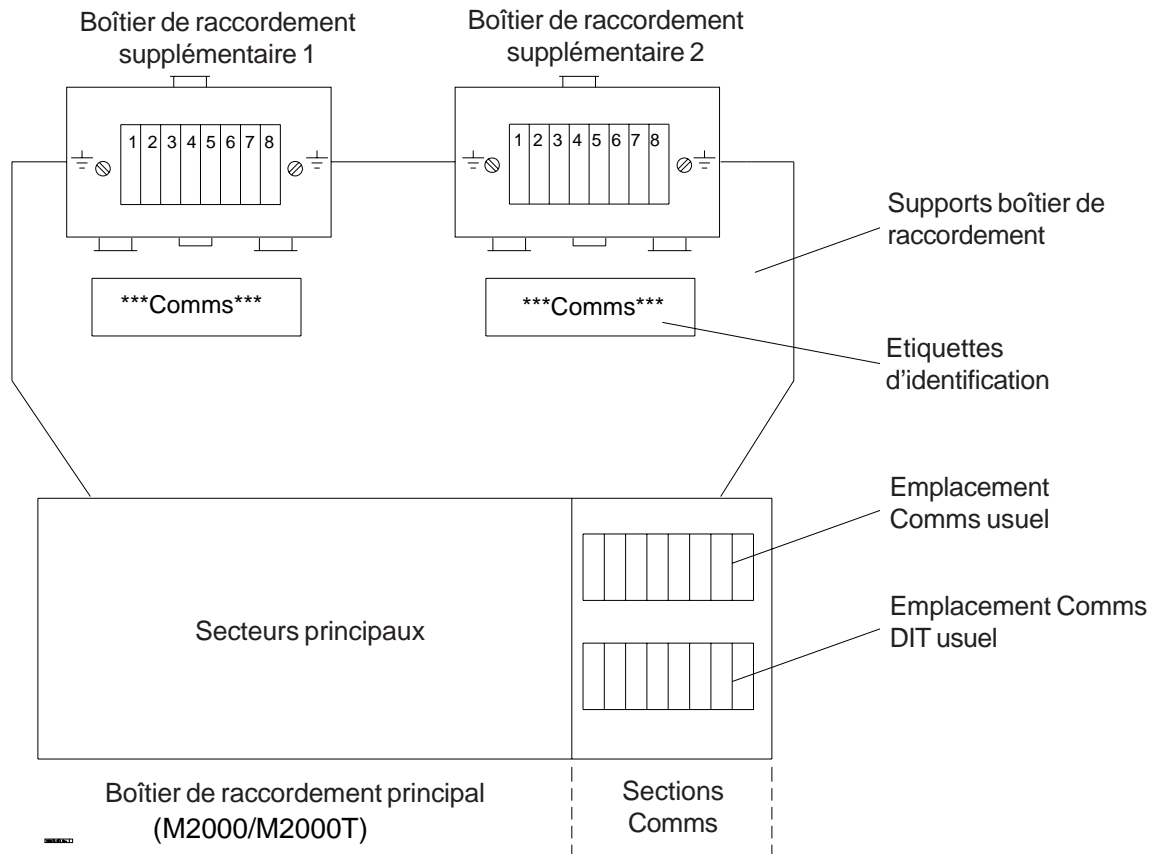 Boîtier de raccordement
supplémentaire 1
Boîtier de raccordement
supplémentaire 2
1 2 3 4 5 6 7 8
1 2 3 4 5 6 7 8
Supports boîtier de
raccordement
***Comms***
***Comms***
Etiquettes
d'identification
Emplacement
Comms usuel
Secteurs principaux
Emplacement Comms
DIT usuel
Boîtier de raccordement principal
(M2000/M2000T)
Sections
Comms